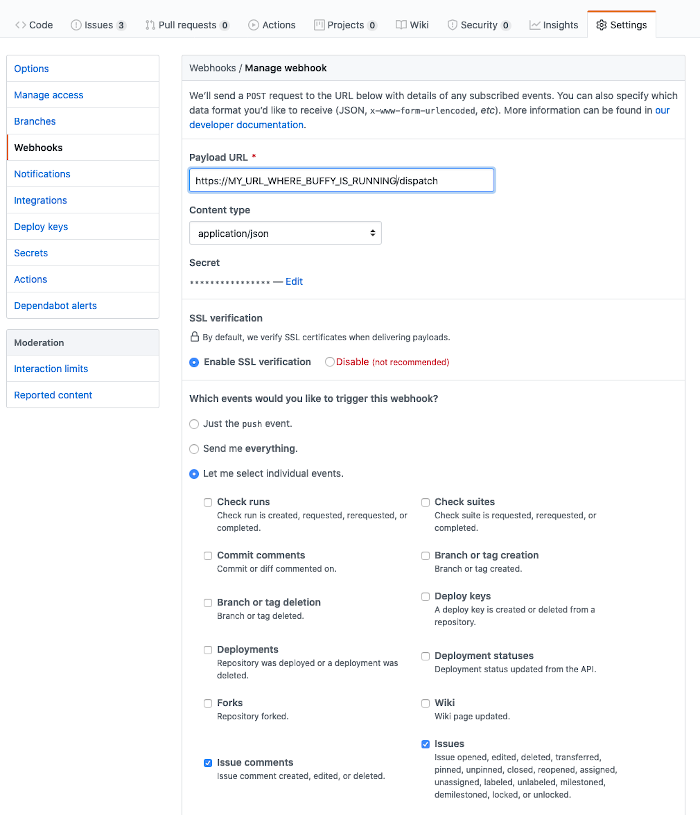 Code Issues 3 Pull requests 0 Actions Projects 0 Wiki Security 0 Insights Settings
Options
Manage access
Branches
Webhooks
Notifications
Integrations
Deploy keys
Secrets
Actions
Dependabot alerts
Moderation
Interaction limits
Reported content
Webhooks / Manage webhook
We'll send a POST request to the URL below with details of any subscribed events. You can also specify which
data format you'd like to receive (JSON, x-www-form-urlencoded, etc). More information can be found in our
developer documentation.
Payload URL *
https://MY_URL_WHERE_BUFFY_IS_RUNNING/dispatch
Content type
application/json
Secret
**************** — Edit
SSL verification
By default, we verify SSL certificates when delivering payloads.
Enable SSL verification Disable (not recommended)
Which events would you like to trigger this webhook?
Just the push event.
Send me everything.
Let me select individual events.
Check runs
Check run is created, requested, rerequested, or
completed.
Check suites
Check suite is requested, rerequested, or
completed.
Commit comments
Commit or diff commented on.
Branch or tag creation
Branch or tag created.
Branch or tag deletion
Branch or tag deleted.
Deploy keys
A deploy key is created or deleted from a
repository.
Deployments
Repository was deployed or a deployment was
deleted.
Deployment statuses
Deployment status updated from the API.
Forks
Repository forked.
Wiki
Wiki page updated.
Issue comments
Issue comment created, edited, or deleted.
Issues
Issue opened, edited, deleted, transferred,
pinned, unpinned, closed, reopened, assigned,
unassigned, labeled, unlabeled, milestoned,
demilestoned, locked, or unlocked.